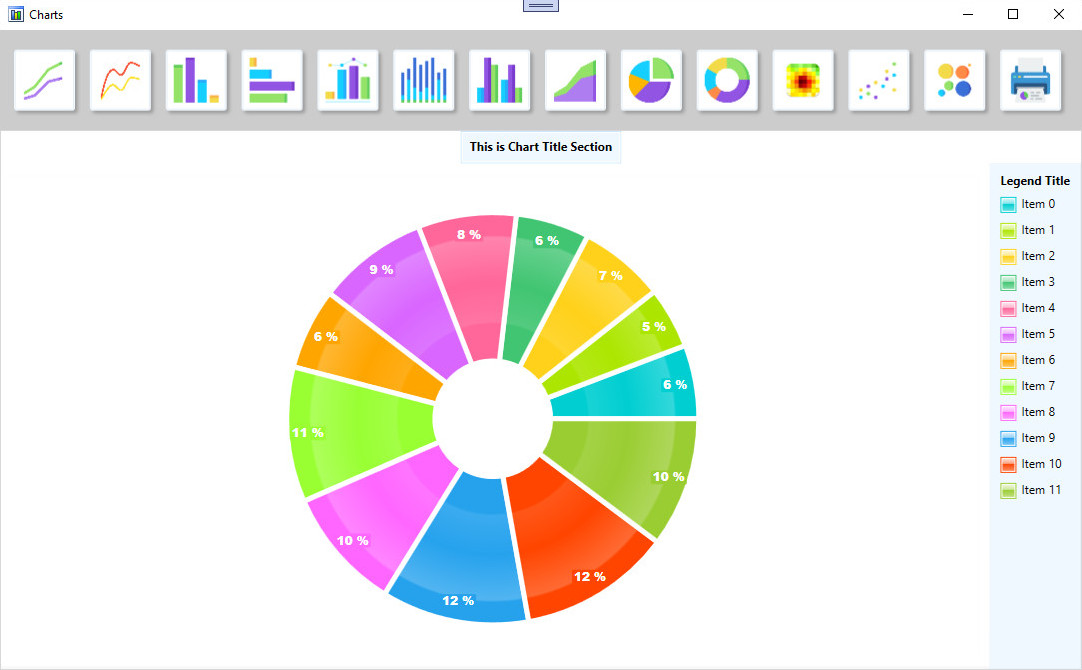 Charts
This is Chart Title Section
8 %
6 %
9 %
7 %
5 %
6 %
6 %
11 %
10 %
10 %
12 %
12 %
Legend Title
Item 0
Item 1
Item 2
Item 3
Item 4
Item 5
Item 6
Item 7
Item 8
Item 9
Item 10
Item 11